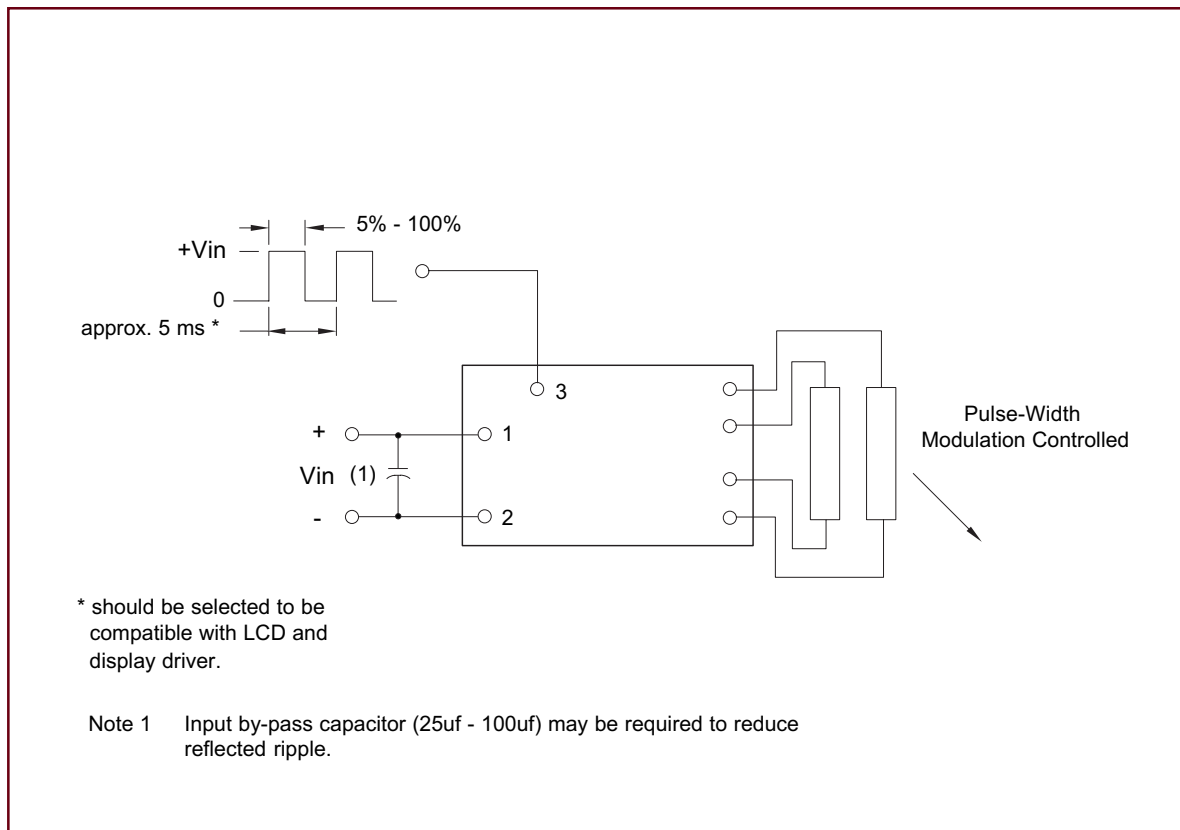 5% - 100%
+Vin
0
approx. 5 ms *
3
+
1
Vin
(1)
-
2
Pulse-Width
Modulation Controlled
* should be selected to be
compatible with LCD and
display driver.
Note 1 Input by-pass capacitor (25uf - 100uf) may be required to reduce
reflected ripple.